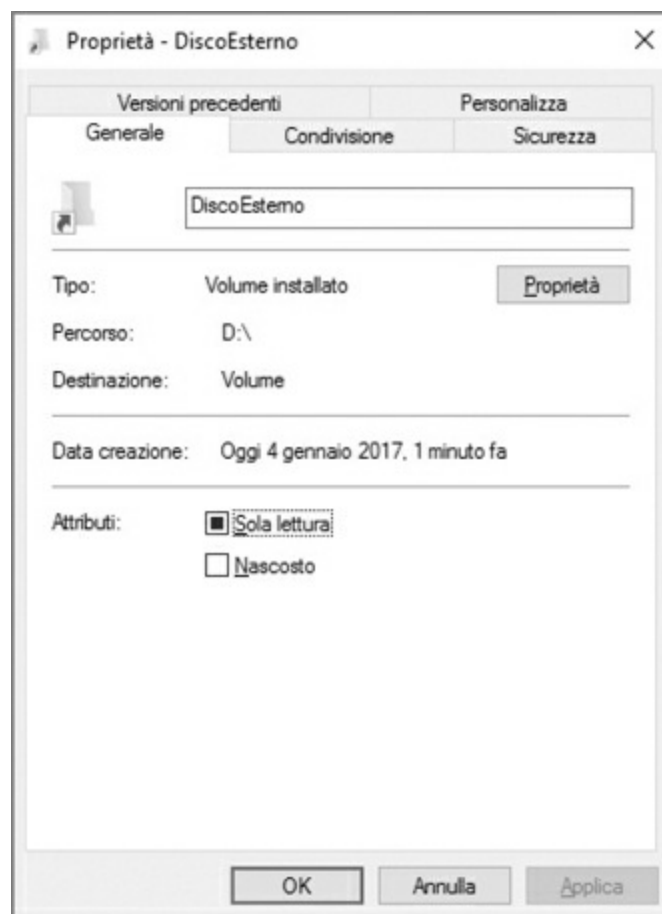 Proprietà - DiscoEsterno
Versioni precedenti Personalizza
Generale Condivisione Sicurezza
DiscoEsterno
Tipo: Volume installato Proprietà
Percorso: D:\
Destinazione: Volume
Data creazione: Oggi 4 gennaio 2017, 1 minuto fa
Attributi: Sola lettura
Nascosto
OK Annulla Applica